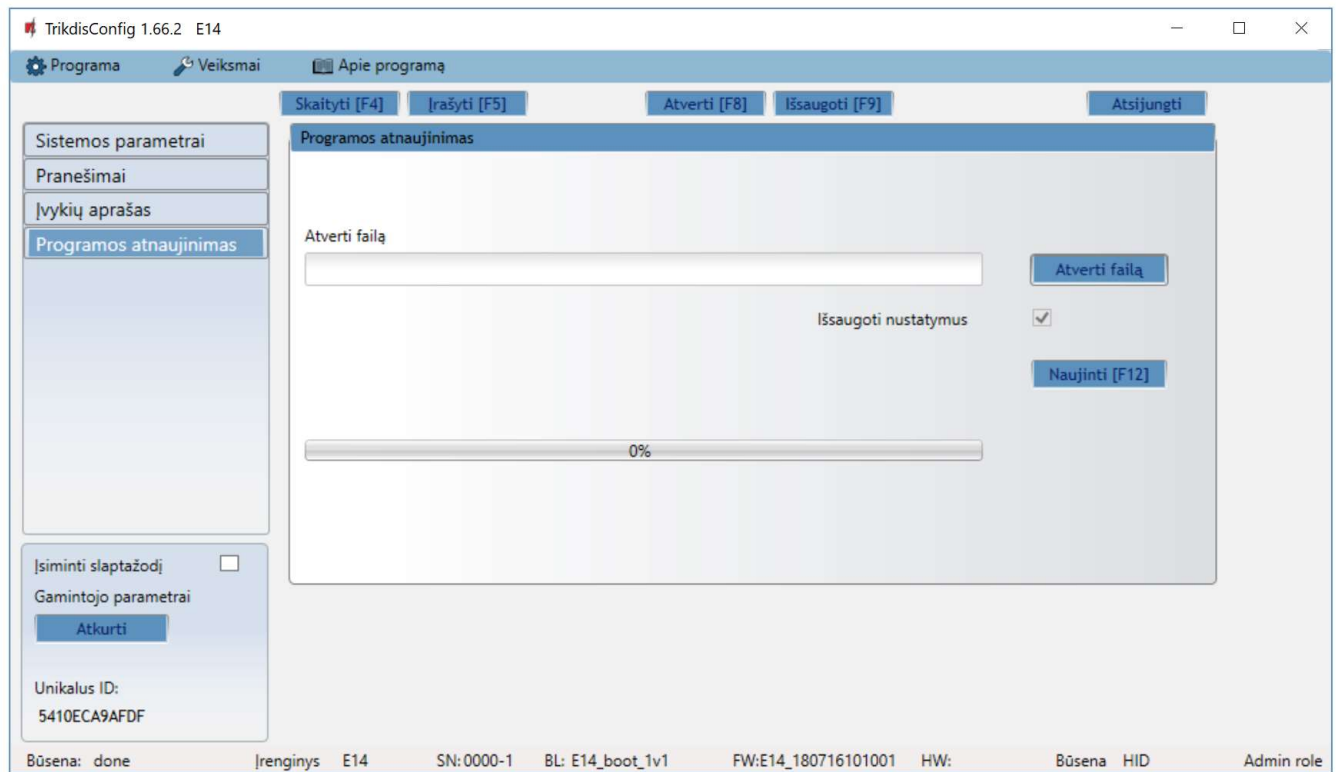 TrikdisConfig 1.66.2 E14
Programa Veiksmai Apie programą
Skaityti [F4] Įrašyti [F5] Atverti [F8] Išsaugoti [F9] Atsijungti
Sistemos parametrai
Pranešimai
Įvykių aprašas
Programos atnaujinimas
Programos atnaujinimas
Atverti failą
Atverti failą
Išsaugoti nustatymus
Naujinti [F12]
0%
Įsiminti slaptažodį
Gamintojo parametrai
Atkurti
Unikalus ID:
5410ECA9AFDF
Būsena: done Įrenginys E14 SN:0000-1 BL: E14_boot_1v1 FW:E14_180716101001 HW: Būsena HID Admin role